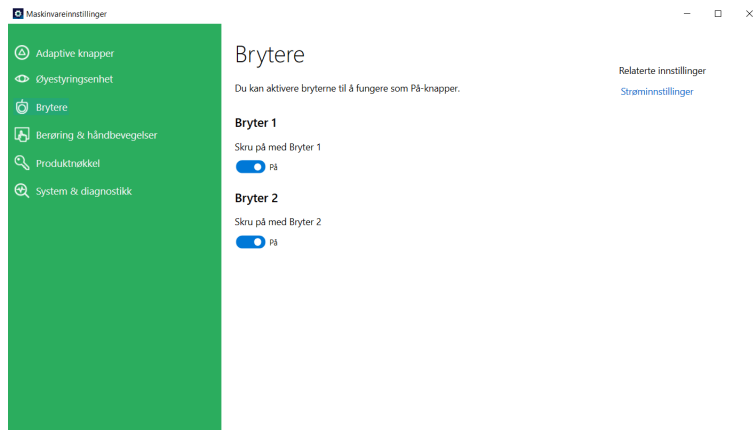 Maskinvareinnstillinger
Adaptive knapper
Øyestyringsenhet
Brytere
Berøring & håndbevegelser
Produktnøkkel
System & diagnostikk
Brytere
Du kan aktivere bryterne til å fungere som På-knapper.
Bryter 1
Skru på med Bryter 1
På
Bryter 2
Skru på med Bryter 2
På
Relaterte innstillinger
Strøminnstillinger